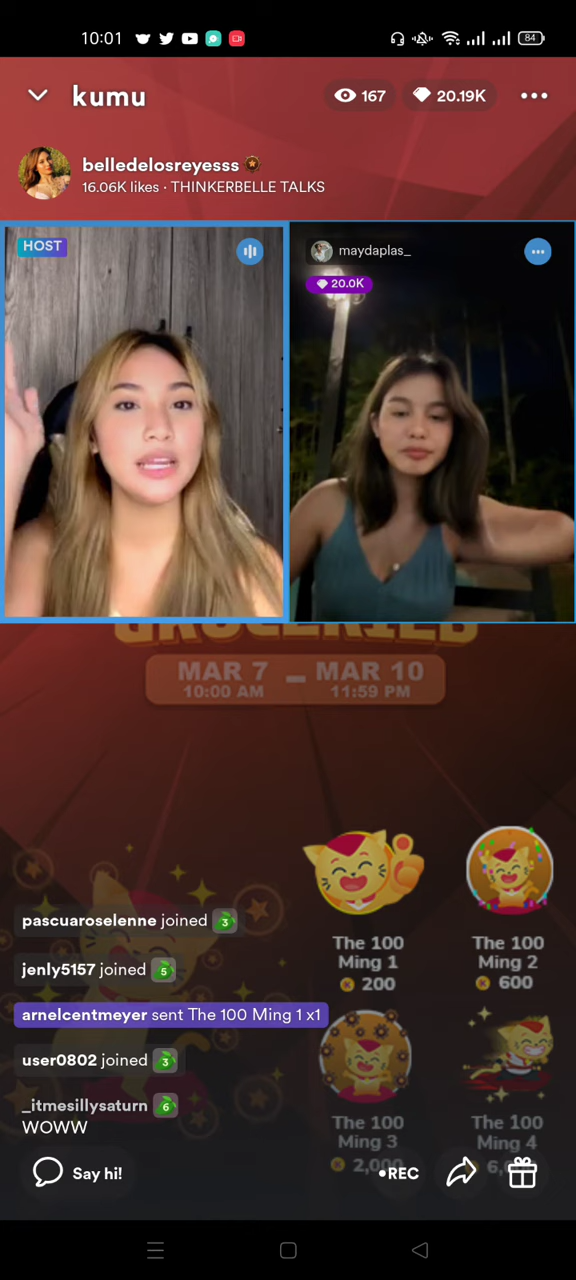 10:01
84
kumu
167
20.19K
belledelosreyesss
16.06K likes · THINKERBELLE TALKS
HOST
maydaplas_
20.0K
GROCERIES
MAR 7 – MAR 10
10:00 AM 11:59 PM
The 100 Ming 1
200
The 100 Ming 2
600
pascuaroselenne joined 3
jenly5157 joined 5
arnelcentmeyer sent The 100 Ming 1 x1
user0802 joined 3
_itmesillysaturn 6
WOWW
The 100 Ming 3
2,000
The 100 Ming 4
Say hi!
•REC